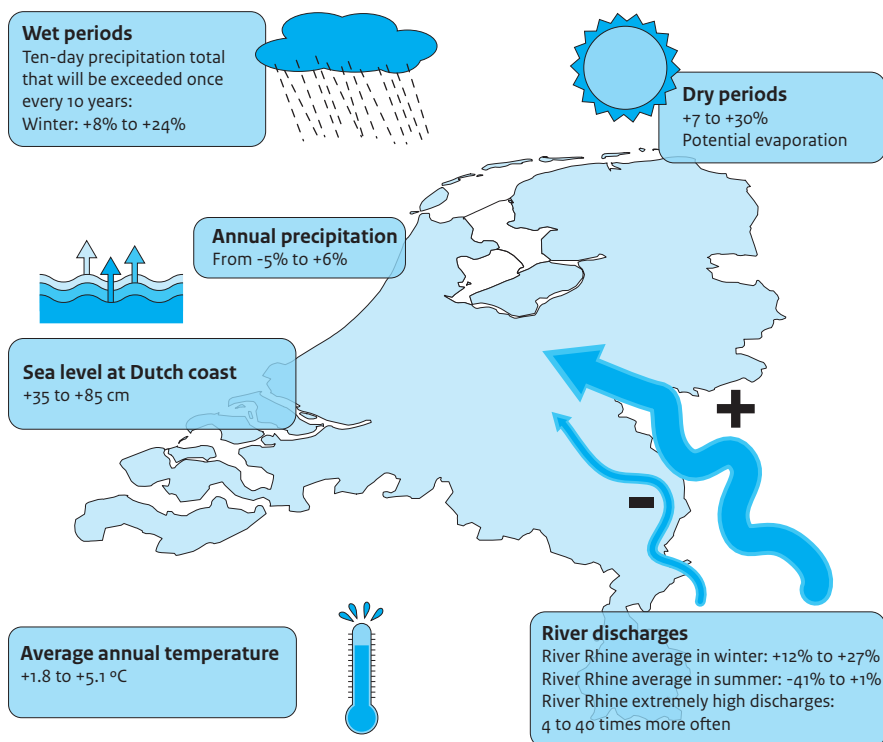 Wet periods
Ten-day precipitation total
that will be exceeded once
every 10 years:
Winter: +8% to +24%
Dry periods
+7 to +30%
Potential evaporation
Annual precipitation
From -5% to +6%
Sea level at Dutch coast
+35 to +85 cm
+
-
Average annual temperature
+1.8 to +5.1 ºC
River discharges
River Rhine average in winter: +12% to +27%
River Rhine average in summer: -41% to +1%
River Rhine extremely high discharges:
4 to 40 times more often